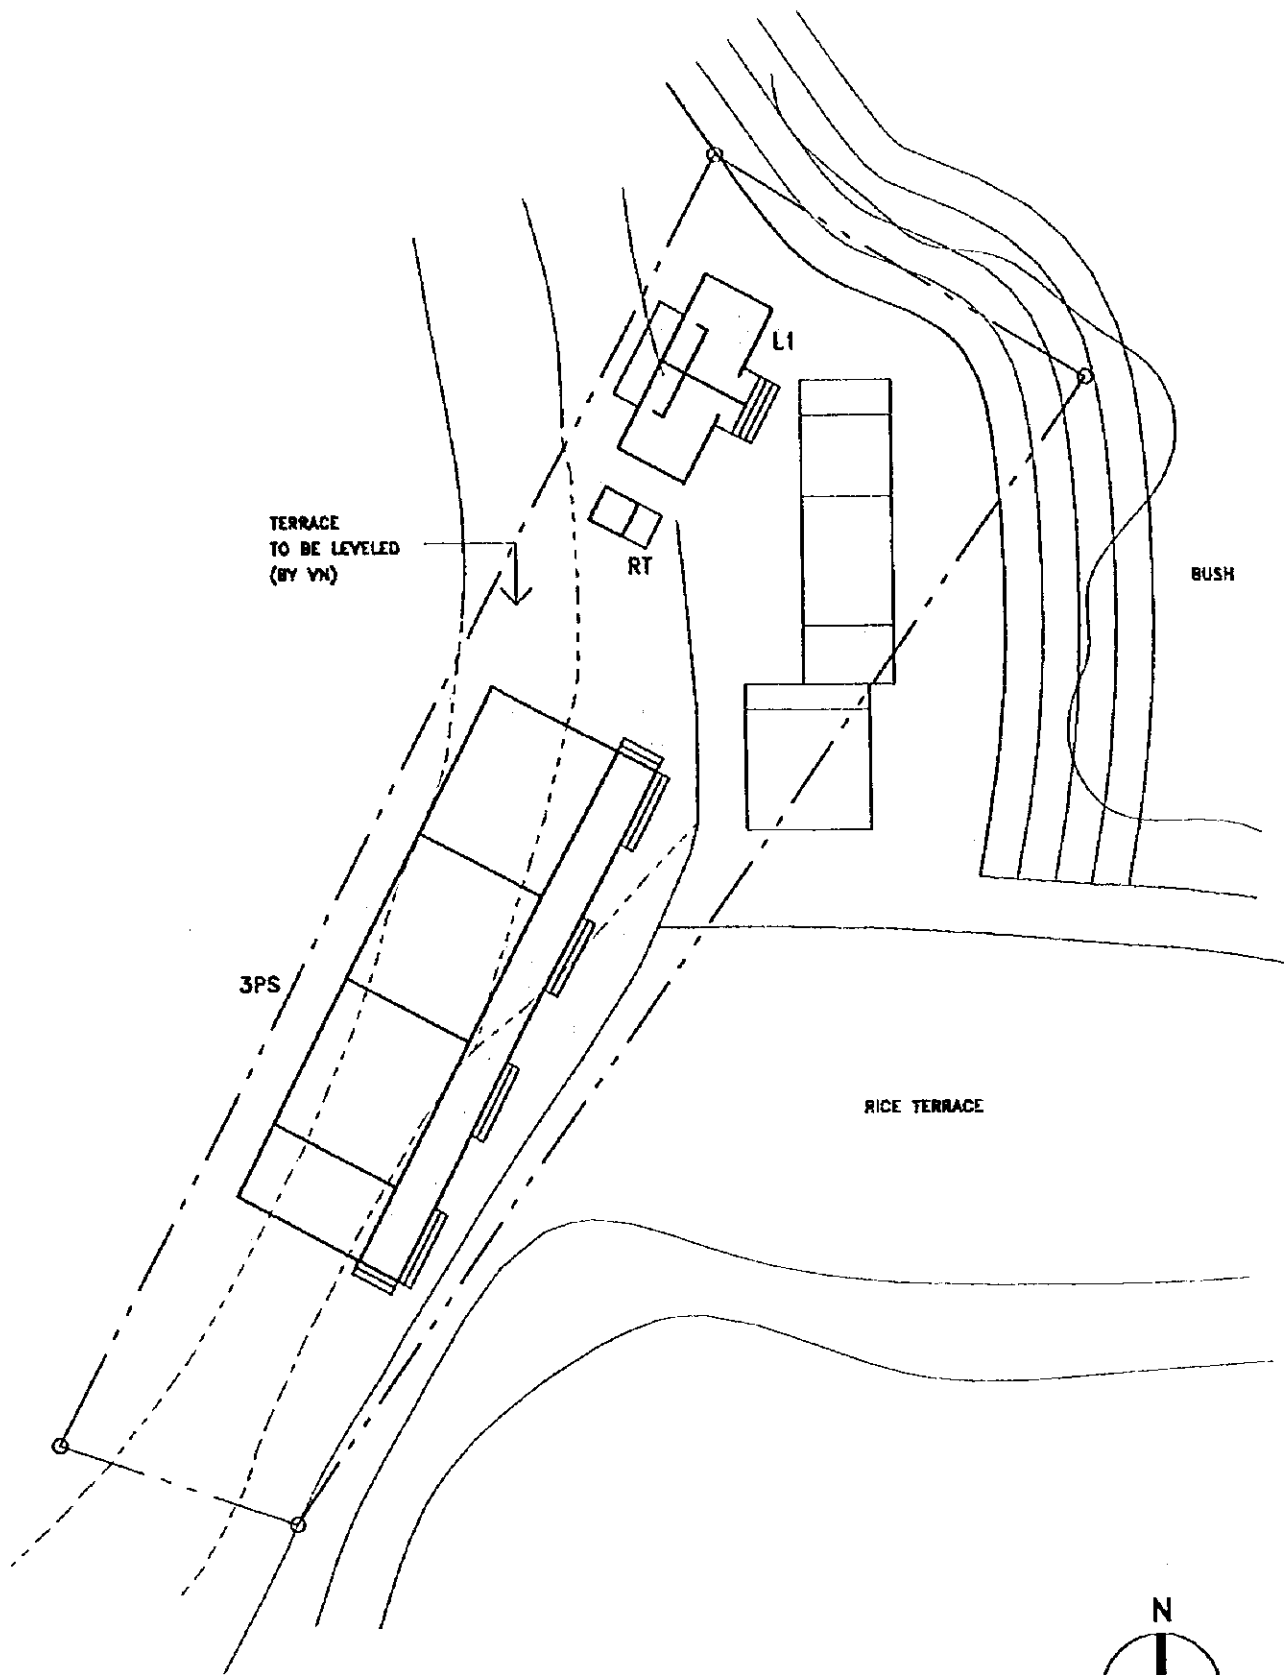 L1
TERRACE
TO BE LEVELED
(BY VN)
RT
BUSH
3PS
RICE TERRACE
N